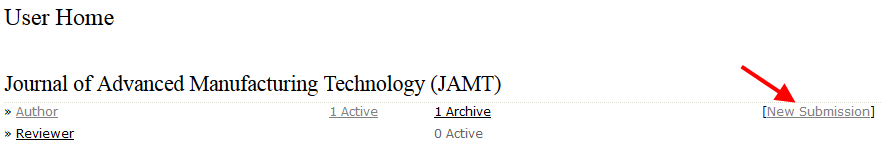 User Home
Journal of Advanced Manufacturing Technology (JAMT)
» Author 1 Active 1 Archive [New Submission]
» Reviewer 0 Active